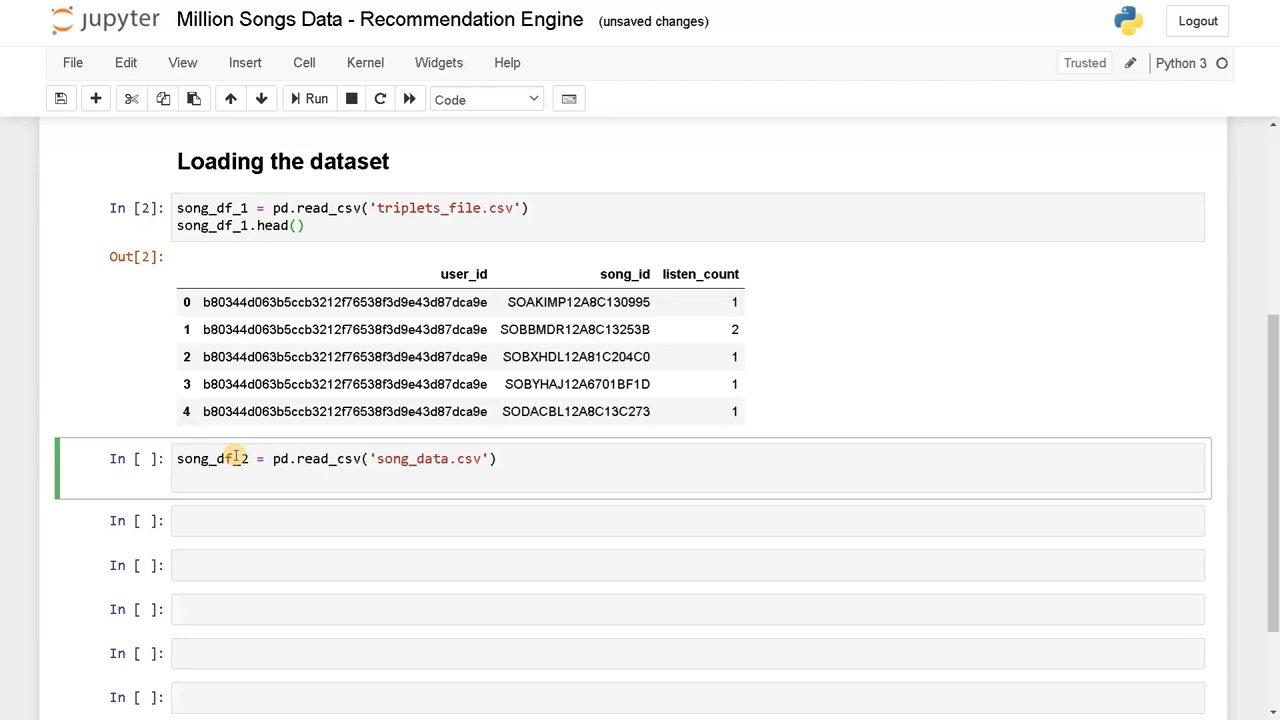 jupyter Million Songs Data - Recommendation Engine (unsaved changes) Logout
File Edit View Insert Cell Kernel Widgets Help Trusted Python 3
Run Code
Loading the dataset
In [2]: song_df_1 = pd.read_csv('triplets_file.csv')
song_df_1.head()
Out[2]:
user_id song_id listen_count
0 b80344d063b5ccb3212f76538f3d9e43d87dca9e SOAKIMP12A8C130995 1
1 b80344d063b5ccb3212f76538f3d9e43d87dca9e SOBBMDR12A8C13253B 2
2 b80344d063b5ccb3212f76538f3d9e43d87dca9e SOBXHDL12A81C204C0 1
3 b80344d063b5ccb3212f76538f3d9e43d87dca9e SOBYHAJ12A6701BF1D 1
4 b80344d063b5ccb3212f76538f3d9e43d87dca9e SODACBL12A8C13C273 1
In [ ]: song_df_2 = pd.read_csv('song_data.csv')
In [ ]:
In [ ]:
In [ ]:
In [ ]:
In [ ]: